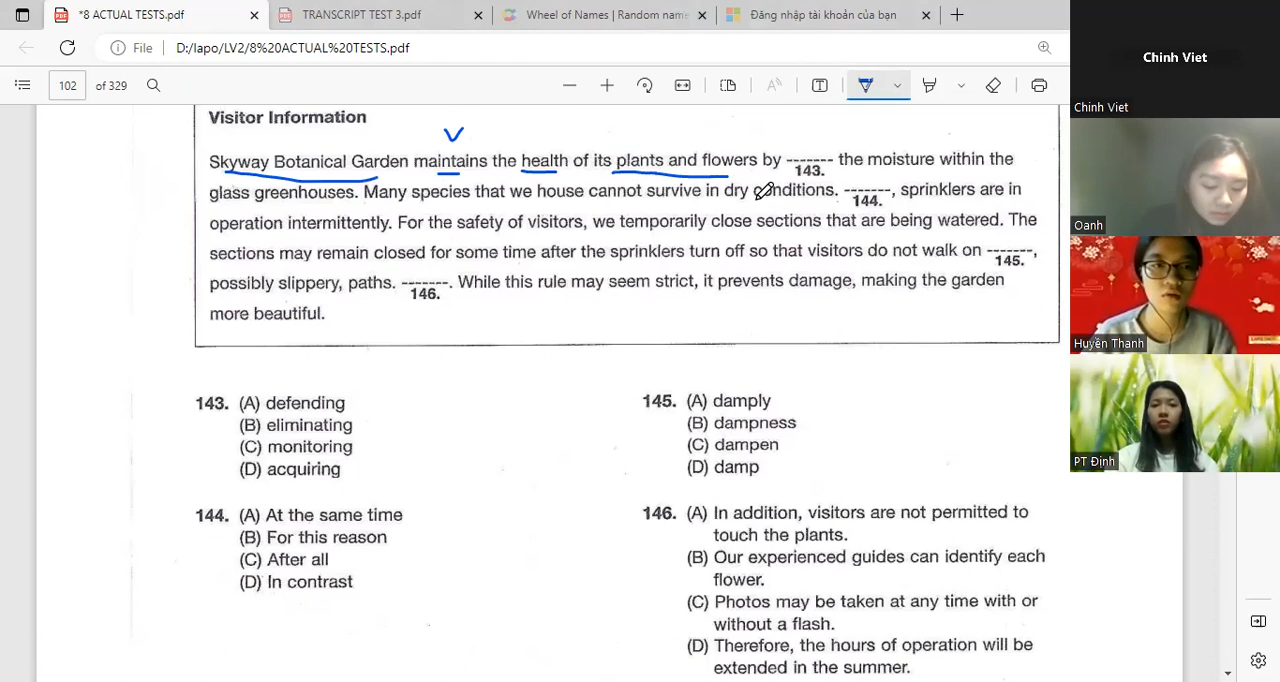 *8 ACTUAL TESTS.pdf
TRANSCRIPT TEST 3.pdf
Wheel of Names | Random name
Đăng nhập tài khoản của bạn
File
D:/lapo/LV2/8%20ACTUAL%20TESTS.pdf
102 of 329
Visitor Information
V
Skyway Botanical Garden maintains the health of its plants and flowers by ------- the moisture within the
143.
glass greenhouses. Many species that we house cannot survive in dry conditions. -------, sprinklers are in
144.
operation intermittently. For the safety of visitors, we temporarily close sections that are being watered. The
sections may remain closed for some time after the sprinklers turn off so that visitors do not walk on -------,
145.
possibly slippery, paths. -------. While this rule may seem strict, it prevents damage, making the garden
146.
more beautiful.
143. (A) defending
(B) eliminating
(C) monitoring
(D) acquiring
144. (A) At the same time
(B) For this reason
(C) After all
(D) In contrast
145. (A) damply
(B) dampness
(C) dampen
(D) damp
146. (A) In addition, visitors are not permitted to
touch the plants.
(B) Our experienced guides can identify each
flower.
(C) Photos may be taken at any time with or
without a flash.
(D) Therefore, the hours of operation will be
extended in the summer.
Chinh Viet
Chinh Viet
Oanh
Huyền Thanh
PT Định